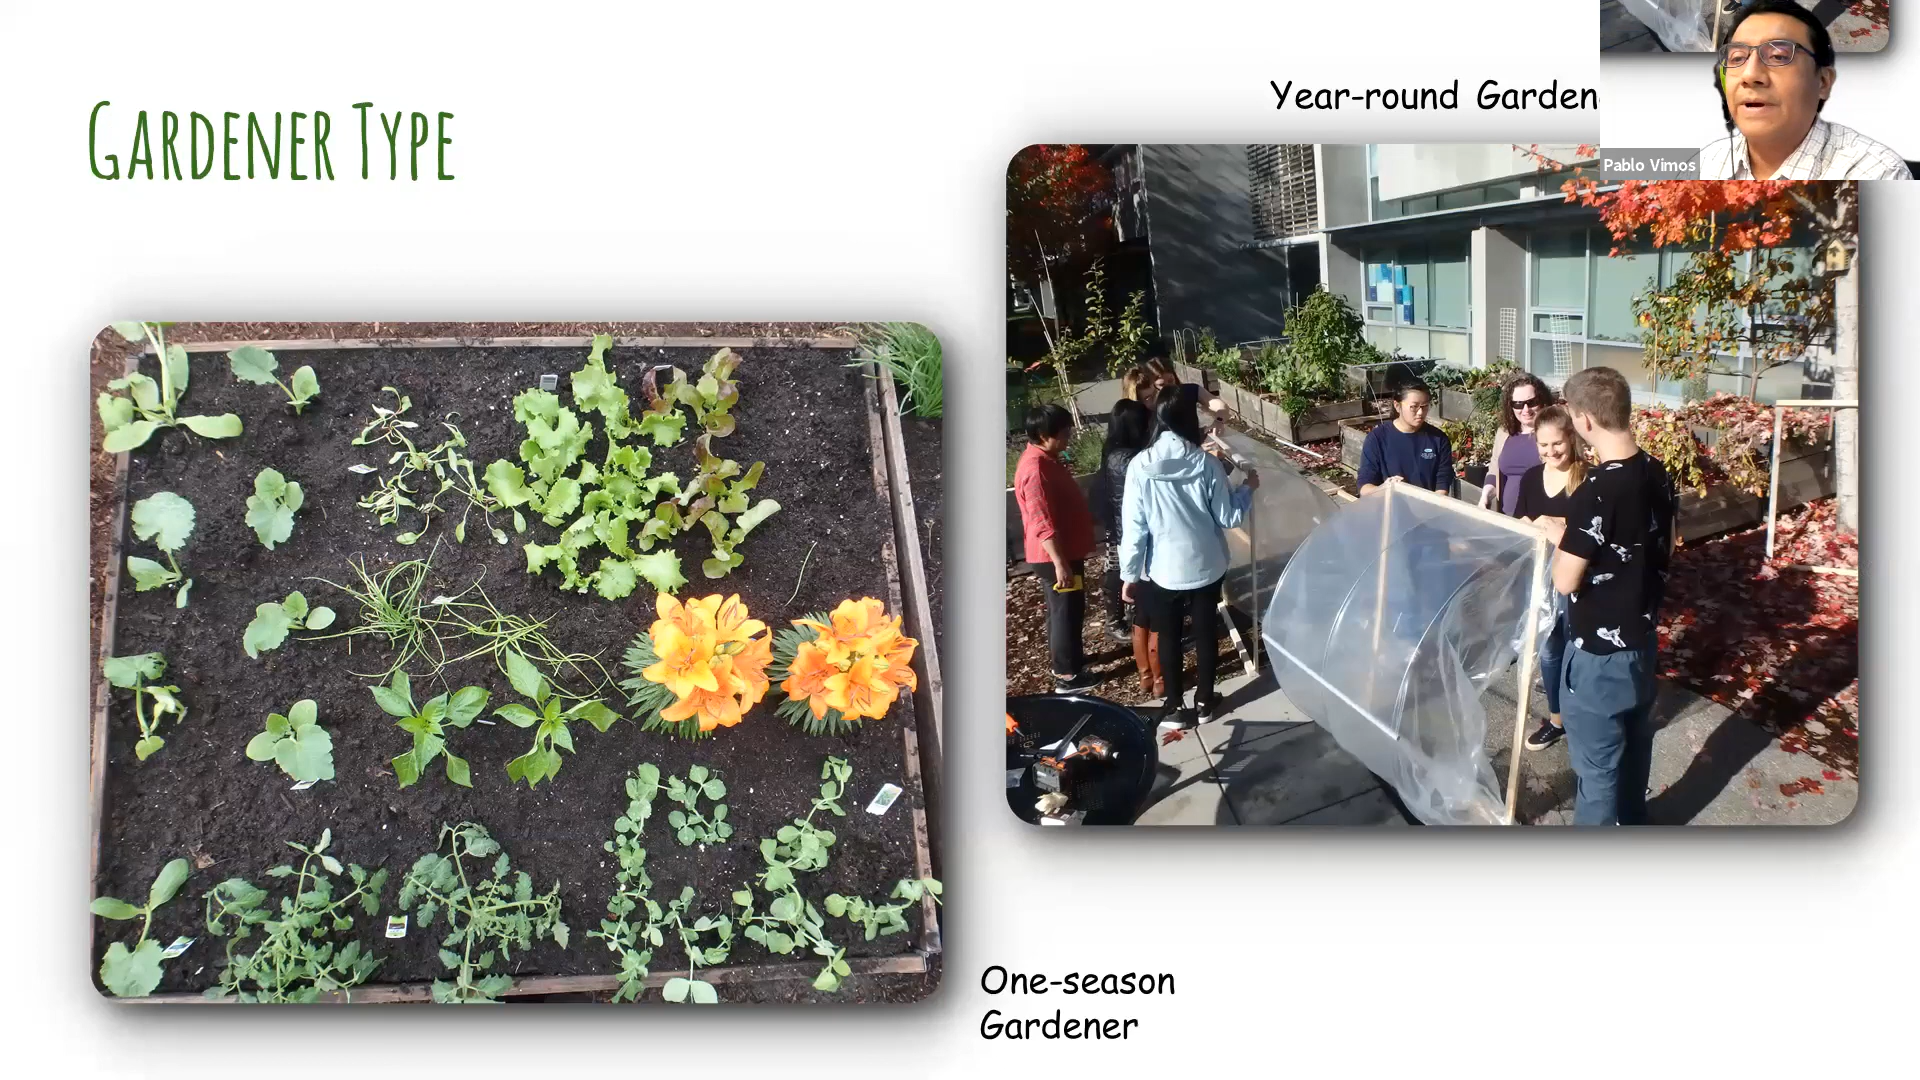 Year-round Garden
GARDENER TYPE
Pablo Vimos
One-season
Gardener